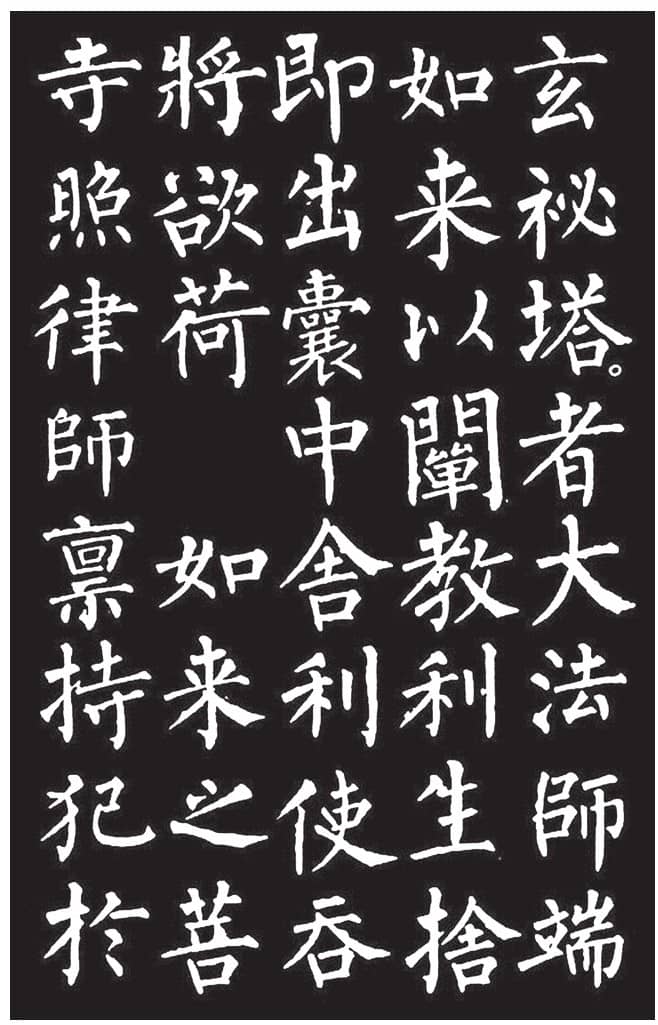 玄祕塔。者大法師端
如来以闡教利生捨
即出囊中舍利使吞
將欲荷 如来之菩
寺照律師禀持犯於